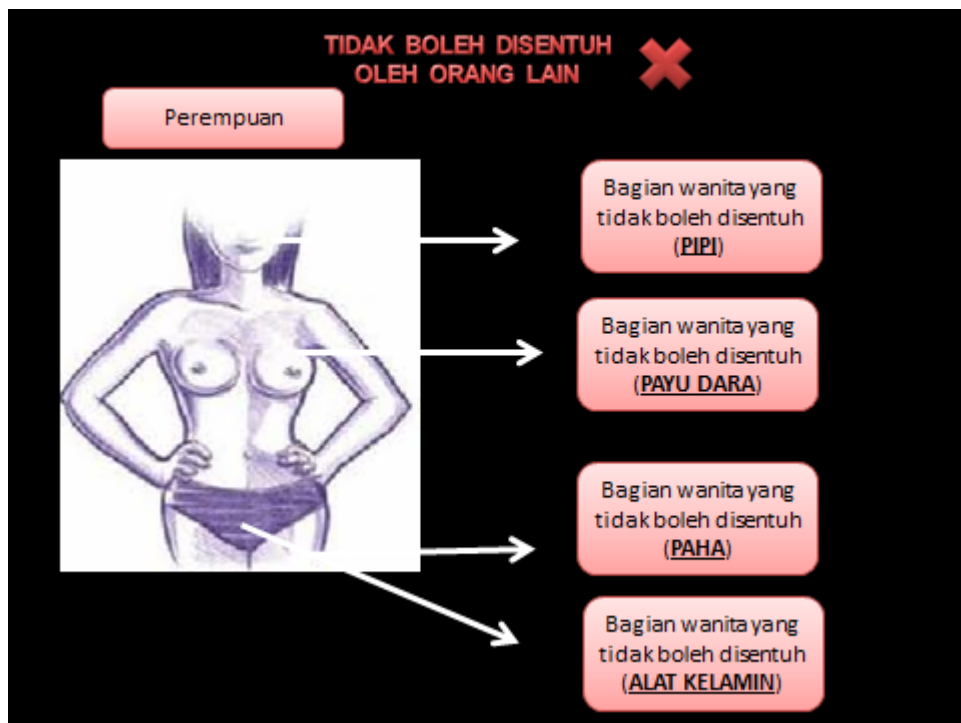 TIDAK BOLEH DISENTUH
OLEH ORANG LAIN
Perempuan
Bagian wanita yang
tidak boleh disentuh
(PIPI)
Bagian wanita yang
tidak boleh disentuh
(PAYU DARA)
Bagian wanita yang
tidak boleh disentuh
(PAHA)
Bagian wanita yang
tidak boleh disentuh
(ALAT KELAMIN)